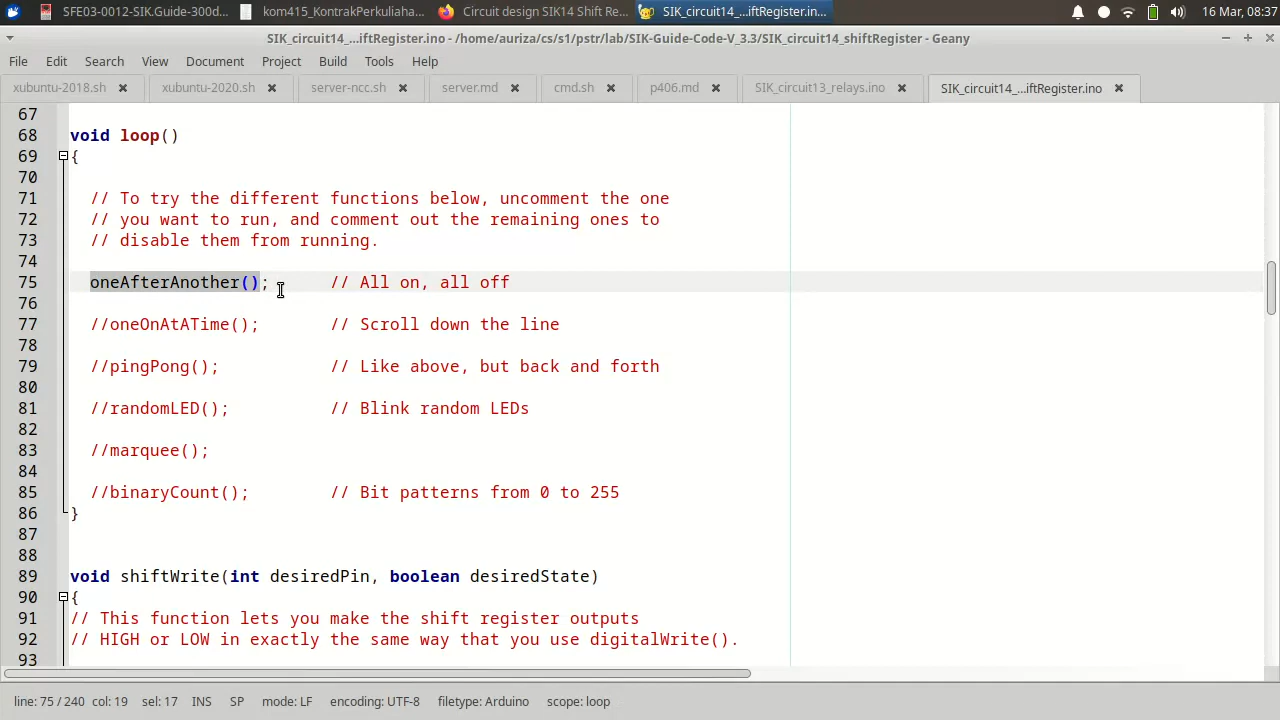 SFE03-0012-SIK.Guide-300d... kom415_KontrakPerkuliaha... Circuit design SIK14 Shift Re... SIK_circuit14_...iftRegister.in... 16 Mar, 08:37
SIK_circuit14_...iftRegister.ino - /home/auriza/cs/s1/pstr/lab/SIK-Guide-Code-V_3.3/SIK_circuit14_shiftRegister - Geany
File Edit Search View Document Project Build Tools Help
xubuntu-2018.sh xubuntu-2020.sh server-ncc.sh server.md cmd.sh p406.md SIK_circuit13_relays.ino SIK_circuit14_...iftRegister.ino
67
68 void loop()
69 {
70
71 // To try the different functions below, uncomment the one
72 // you want to run, and comment out the remaining ones to
73 // disable them from running.
74
75 oneAfterAnother(); // All on, all off
76
77 //oneOnAtATime(); // Scroll down the line
78
79 //pingPong(); // Like above, but back and forth
80
81 //randomLED(); // Blink random LEDs
82
83 //marquee();
84
85 //binaryCount(); // Bit patterns from 0 to 255
86 }
87
88
89 void shiftWrite(int desiredPin, boolean desiredState)
90 {
91 // This function lets you make the shift register outputs
92 // HIGH or LOW in exactly the same way that you use digitalWrite().
93
line: 75 / 240 col: 19 sel: 17 INS SP mode: LF encoding: UTF-8 filetype: Arduino scope: loop